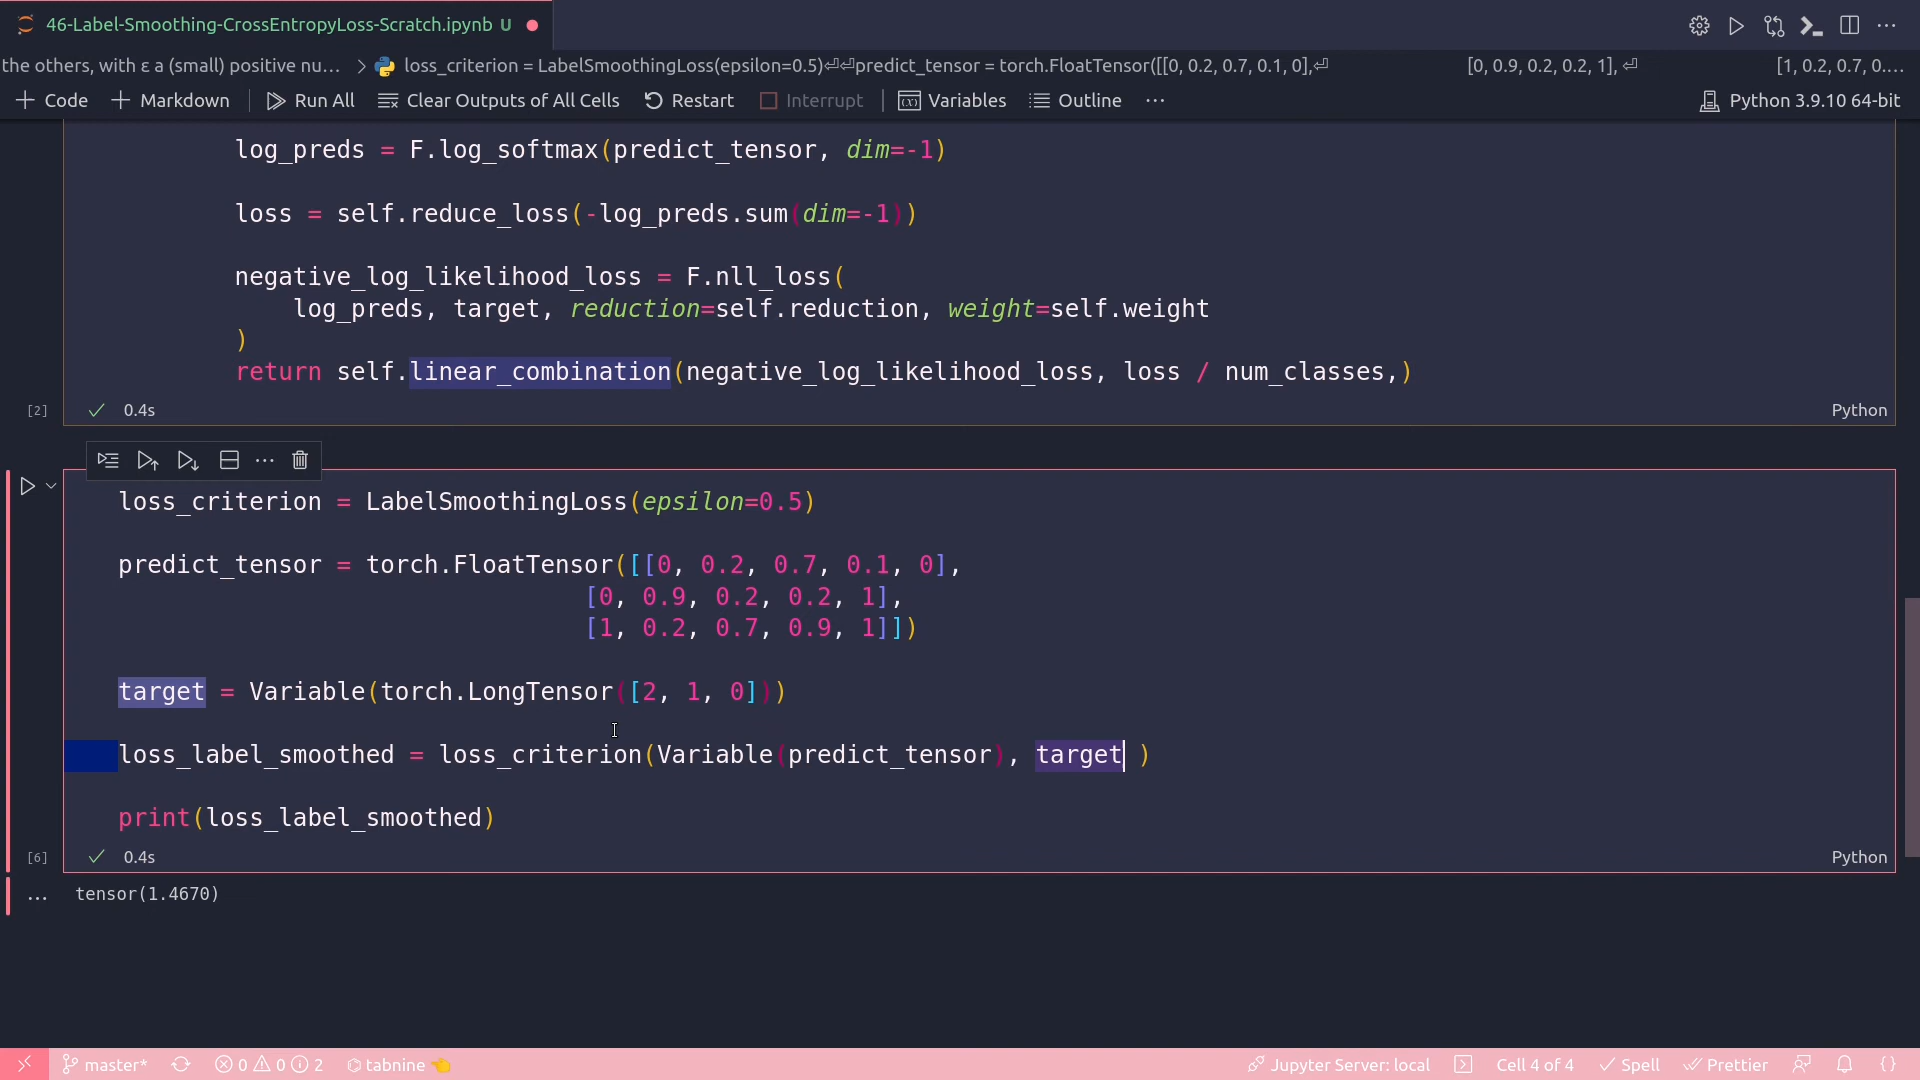 46-Label-Smoothing-CrossEntropyLoss-Scratch.ipynb U
the others, with ε a (small) positive nu… > loss_criterion = LabelSmoothingLoss(epsilon=0.5)⏎⏎predict_tensor = torch.FloatTensor([[0, 0.2, 0.7, 0.1, 0],⏎ [0, 0.9, 0.2, 0.2, 1],⏎ [1, 0.2, 0.7, 0.…
+ Code + Markdown Run All Clear Outputs of All Cells Restart Interrupt (x) Variables Outline ··· Python 3.9.10 64-bit
log_preds = F.log_softmax(predict_tensor, dim=-1)
loss = self.reduce_loss(-log_preds.sum(dim=-1))
negative_log_likelihood_loss = F.nll_loss(
log_preds, target, reduction=self.reduction, weight=self.weight
)
return self.linear_combination(negative_log_likelihood_loss, loss / num_classes,)
[2] 0.4s Python
loss_criterion = LabelSmoothingLoss(epsilon=0.5)
predict_tensor = torch.FloatTensor([[0, 0.2, 0.7, 0.1, 0],
[0, 0.9, 0.2, 0.2, 1],
[1, 0.2, 0.7, 0.9, 1]])
target = Variable(torch.LongTensor([2, 1, 0]))
loss_label_smoothed = loss_criterion(Variable(predict_tensor), target )
print(loss_label_smoothed)
[6] 0.4s Python
... tensor(1.4670)
master* 0 0 2 tabnine 👈 Jupyter Server: local Cell 4 of 4 Spell Prettier {}